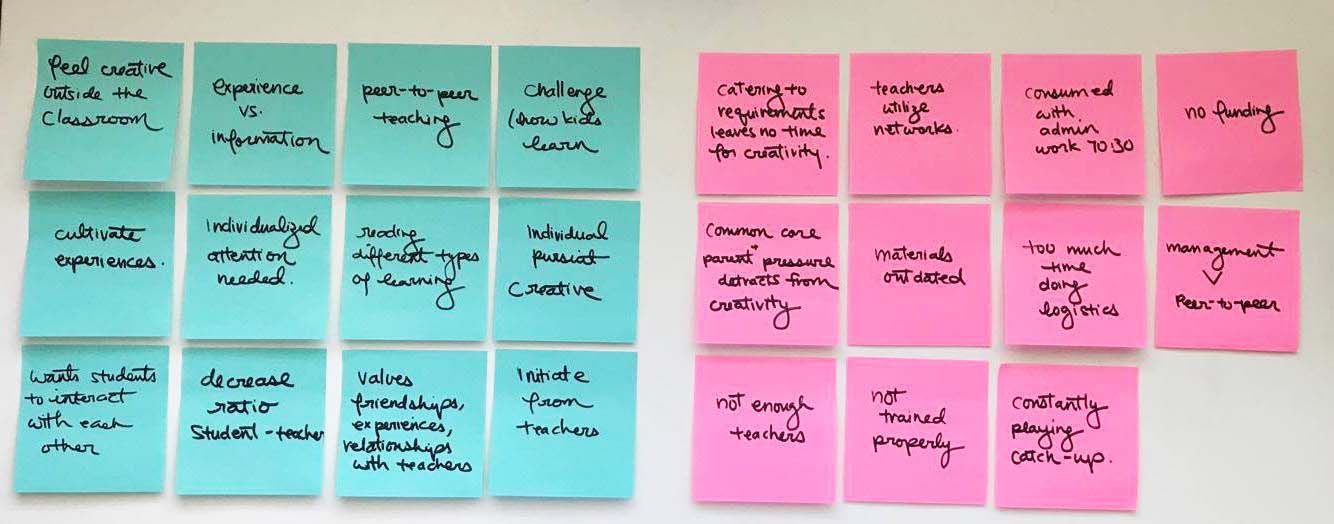 feel creative
outside the
Classroom
experience
vs.
information
peer-to-peer
teaching
challenge
(how kids
learn
cultivate
experiences.
individualized
attention
needed.
reading
different types
of learning
Individual
pursuit
Creative
wants students
to interact
with each
other
decrease
ratio
Student-teacher
values
friendships,
experiences,
relationships
with teachers
Initiate
from
teachers
catering to
requirements
leaves no time
for creativity.
teachers
utilize
networks.
consumed
with
admin
work 70:30
no funding
Common core
+
parent pressure
detracts from
creativity
materials
outdated
too much
time
doing
logistics
management
Peer-to-peer
not enough
teachers
not
trained
properly
constantly
playing
catch-up.